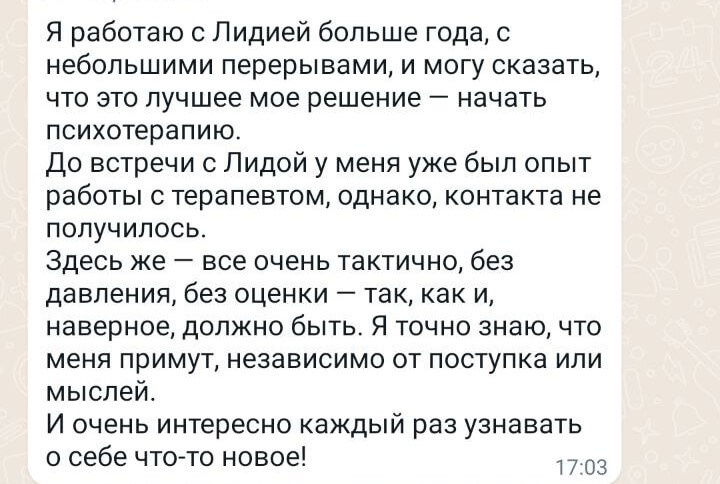 Я работаю с Лидией больше года, с
небольшими перерывами, и могу сказать,
что это лучшее мое решение — начать
психотерапию.
До встречи с Лидой у меня уже был опыт
работы с терапевтом, однако, контакта не
получилось.
Здесь же — все очень тактично, без
давления, без оценки — так, как и,
наверное, должно быть. Я точно знаю, что
меня примут, независимо от поступка или
мыслей.
И очень интересно каждый раз узнавать
о себе что-то новое!
17:03